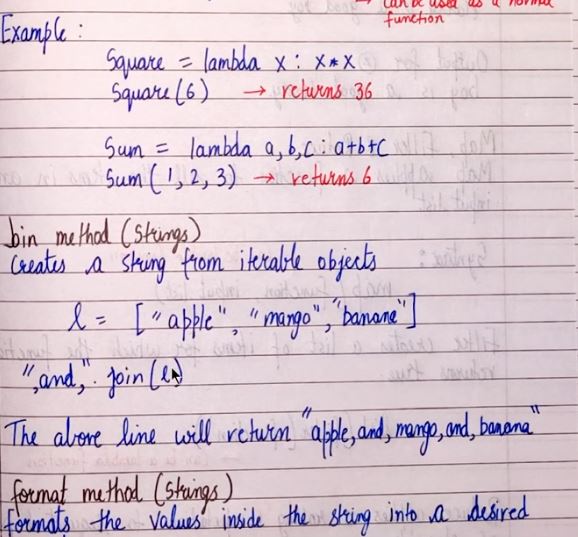 → can be used as a normal
function
Example :
Square = lambda x : x*x
Square (6) → returns 36
Sum = lambda a, b, c : a+b+c
Sum (1, 2, 3) → returns 6
join method (Strings)
Creates a string from iterable objects
l = ["apple", "mango", "banana"]
",and,". join (l)
The above line will return "apple,and, mango,and, banana"
format method (Strings)
formats the values inside the string into a desired